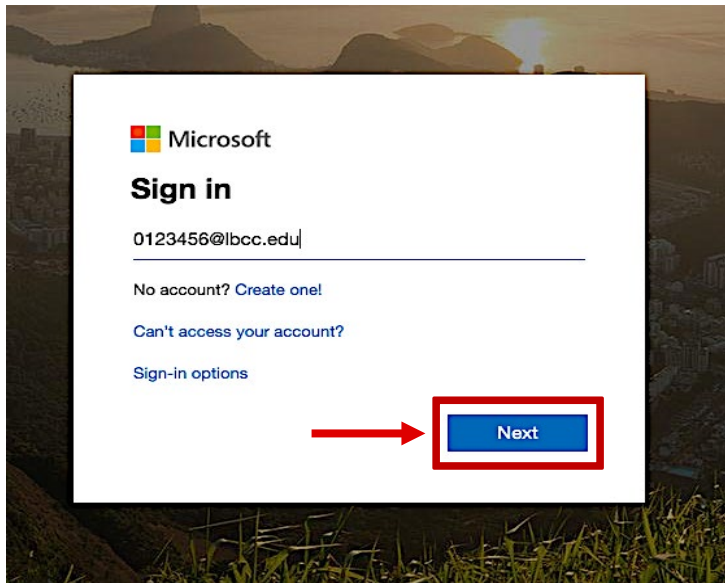 Microsoft
Sign in
0123456@lbcc.edu
No account? Create one!
Can't access your account?
Sign-in options
Next